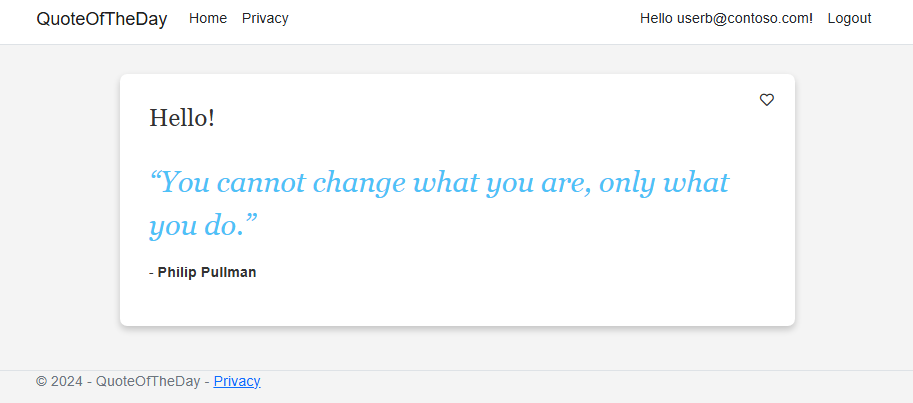 QuoteOfTheDay Home Privacy Hello userb@contoso.com! Logout
Hello!
“You cannot change what you are, only what
you do.”
- Philip Pullman
© 2024 - QuoteOfTheDay - Privacy